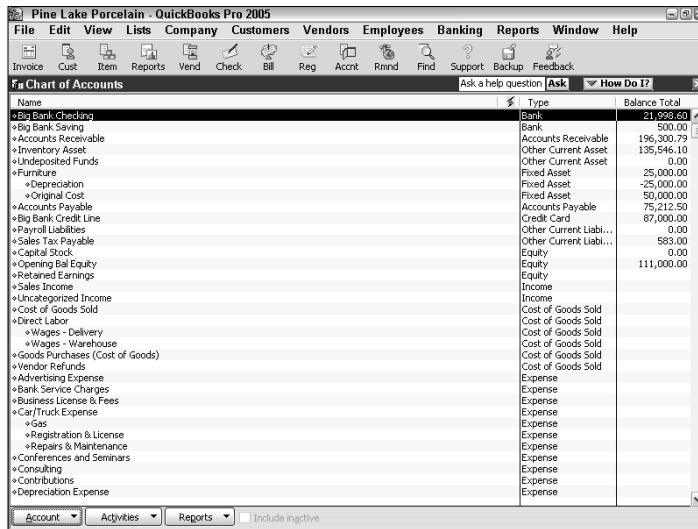 Pine Lake Porcelain - QuickBooks Pro 2005
File Edit View Lists Company Customers Vendors Employees Banking Reports Window Help
Invoice Cust Item Reports Vend Check Bill Reg Accnt Rmnd Find Support Backup Feedback
Chart of Accounts Ask a help question Ask How Do I?
Name Type Balance Total
Big Bank Checking Bank 21,998.60
Big Bank Saving Bank 500.00
Accounts Receivable Accounts Receivable 196,300.79
Inventory Asset Other Current Asset 135,546.10
Undeposited Funds Other Current Asset 0.00
Furniture Fixed Asset 25,000.00
Depreciation Fixed Asset -25,000.00
Original Cost Fixed Asset 50,000.00
Accounts Payable Accounts Payable 75,212.50
Big Bank Credit Line Credit Card 87,000.00
Payroll Liabilities Other Current Liabi... 0.00
Sales Tax Payable Other Current Liabi... 583.00
Capital Stock Equity 0.00
Opening Bal Equity Equity 111,000.00
Retained Earnings Equity
Sales Income Income
Uncategorized Income Income
Cost of Goods Sold Cost of Goods Sold
Direct Labor Cost of Goods Sold
Wages - Delivery Cost of Goods Sold
Wages - Warehouse Cost of Goods Sold
Goods Purchases (Cost of Goods) Cost of Goods Sold
Vendor Refunds Cost of Goods Sold
Advertising Expense Expense
Bank Service Charges Expense
Business License & Fees Expense
Car/Truck Expense Expense
Gas Expense
Registration & License Expense
Repairs & Maintenance Expense
Conferences and Seminars Expense
Consulting Expense
Contributions Expense
Depreciation Expense Expense
Account Activities Reports Include inactive